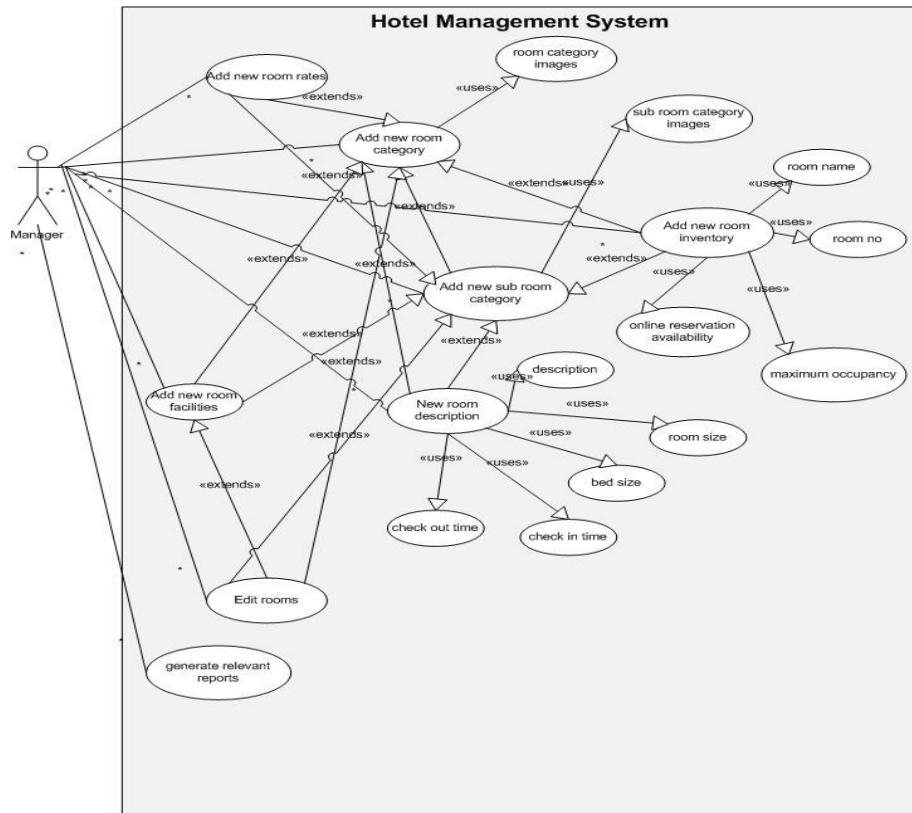 Hotel Management System
room category
images
Add new room rates
«extends»
«uses»
sub room category
images
Add new room
category
room name
«extends»
«extends»
«uses»
«uses»
Manager
«extends»
Add new room
inventory
«uses»
room no
«extends»
«extends»
«extends»
«uses»
Add new sub room
category
«uses»
online reservation
availability
«extends»
«extends»
«extends»
«extends»
description
maximum occupancy
«uses»
Add new room
facilities
New room
description
«uses»
room size
«extends»
«uses»
«uses»
«uses»
«extends»
bed size
check out time
check in time
Edit rooms
generate relevant
reports